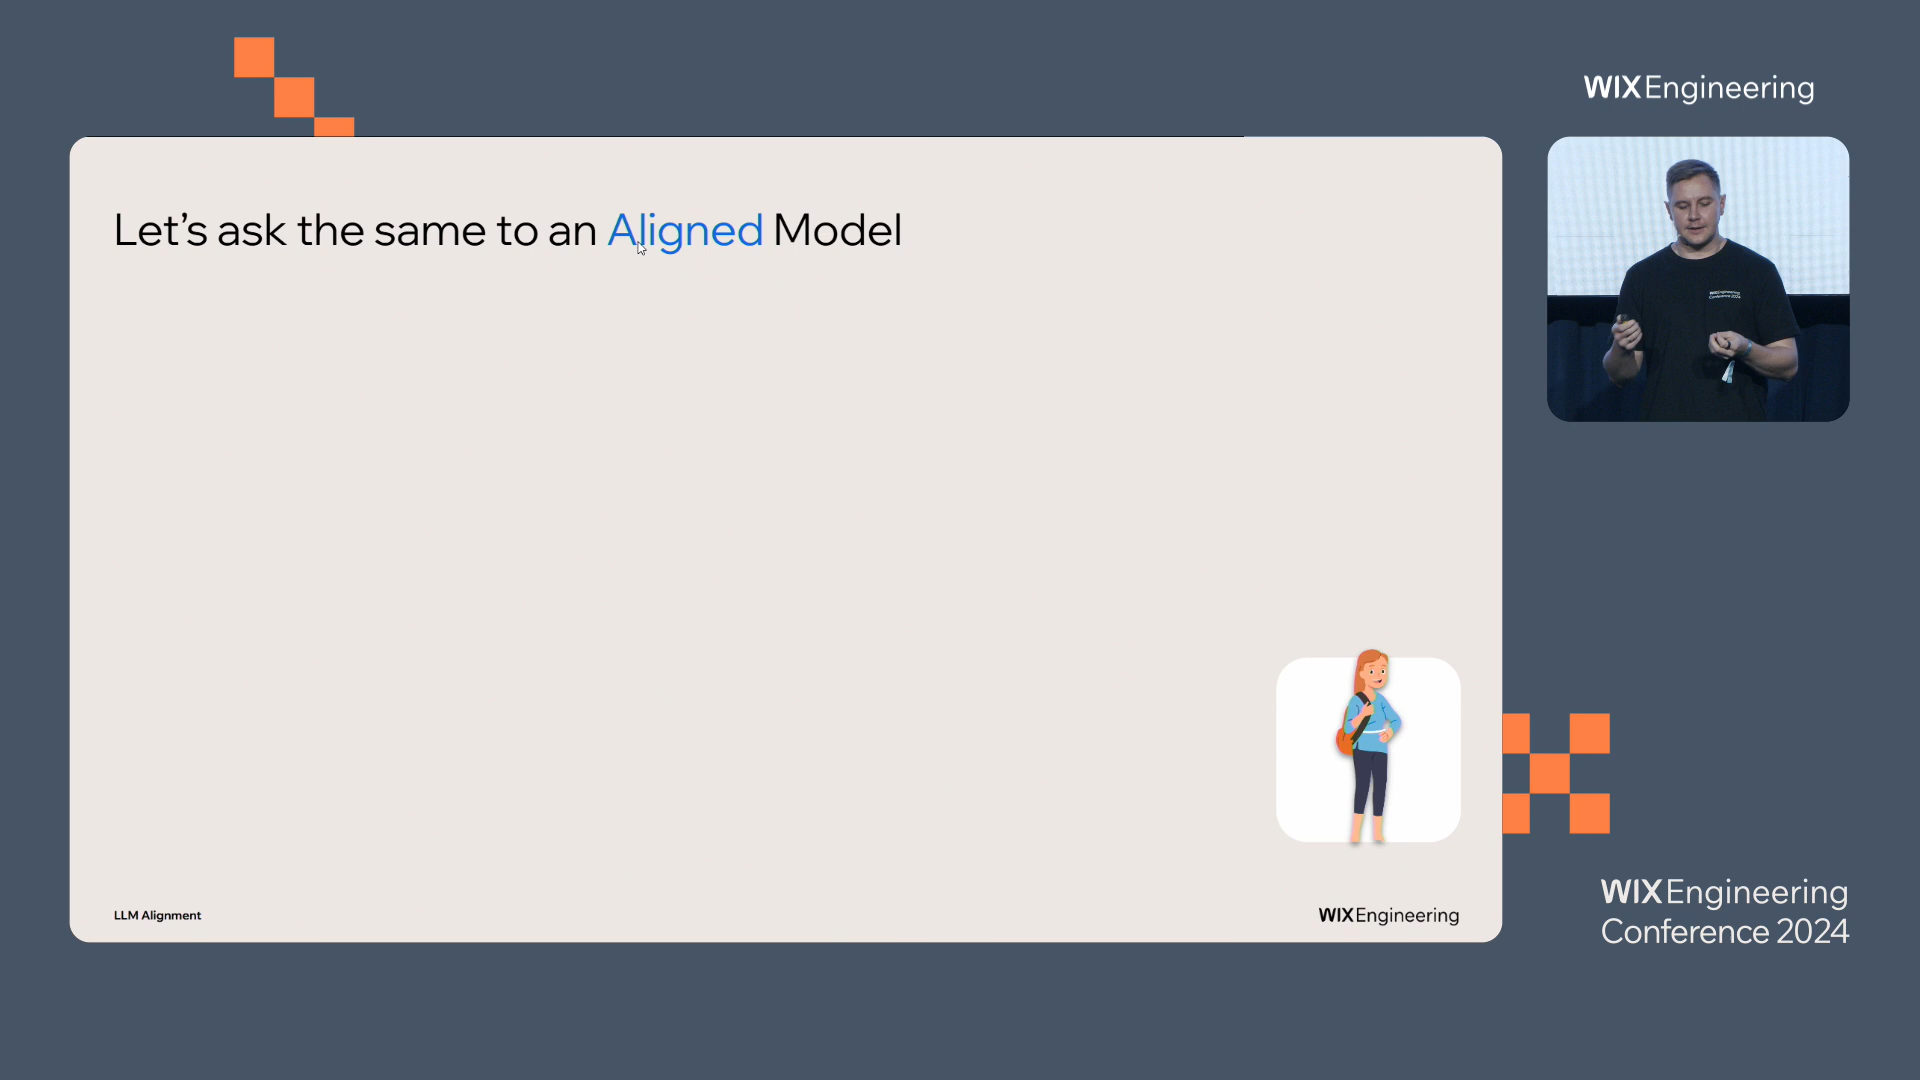 WIX Engineering
Let's ask the same to an Aligned Model
LLM Alignment
WIX Engineering
WIX Engineering
Conference 2024